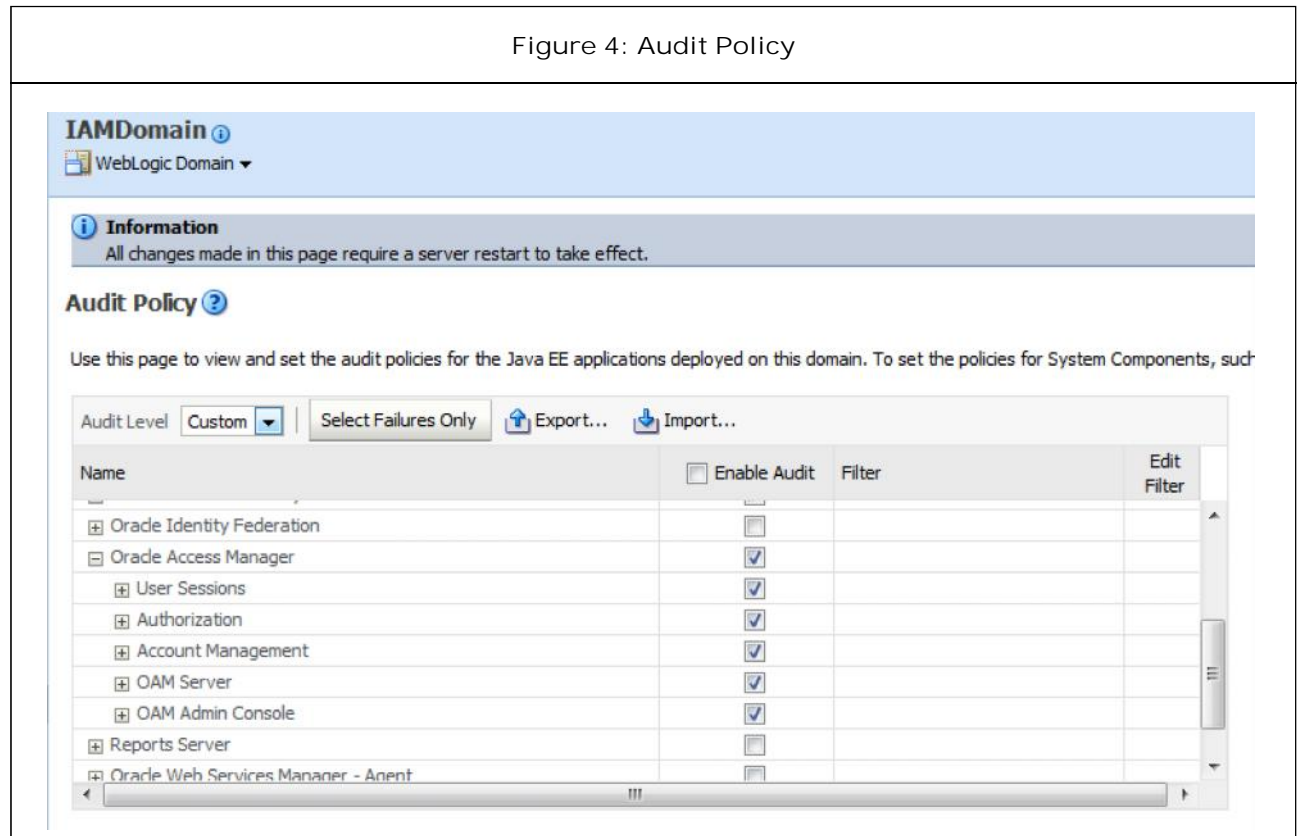 Figure 4: Audit Policy
IAMDomain
WebLogic Domain
Information
All changes made in this page require a server restart to take effect.
Audit Policy
Use this page to view and set the audit policies for the Java EE applications deployed on this domain. To set the policies for System Components, such
Audit Level Custom Select Failures Only Export... Import...
Name Enable Audit Filter Edit Filter
Oracle Identity Federation
Oracle Access Manager
User Sessions
Authorization
Account Management
OAM Server
OAM Admin Console
Reports Server
Oracle Web Services Manager - Agent